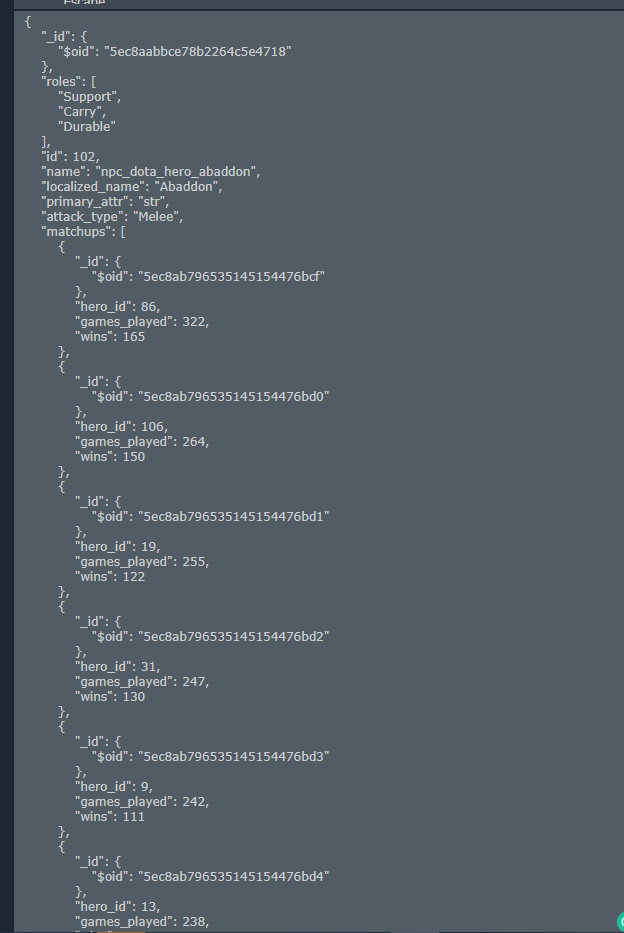 Escape
{
"_id": {
"$oid": "5ec8aabbce78b2264c5e4718"
},
"roles": [
"Support",
"Carry",
"Durable"
],
"id": 102,
"name": "npc_dota_hero_abaddon",
"localized_name": "Abaddon",
"primary_attr": "str",
"attack_type": "Melee",
"matchups": [
{
"_id": {
"$oid": "5ec8ab796535145154476bcf"
},
"hero_id": 86,
"games_played": 322,
"wins": 165
},
{
"_id": {
"$oid": "5ec8ab796535145154476bd0"
},
"hero_id": 106,
"games_played": 264,
"wins": 150
},
{
"_id": {
"$oid": "5ec8ab796535145154476bd1"
},
"hero_id": 19,
"games_played": 255,
"wins": 122
},
{
"_id": {
"$oid": "5ec8ab796535145154476bd2"
},
"hero_id": 31,
"games_played": 247,
"wins": 130
},
{
"_id": {
"$oid": "5ec8ab796535145154476bd3"
},
"hero_id": 9,
"games_played": 242,
"wins": 111
},
{
"_id": {
"$oid": "5ec8ab796535145154476bd4"
},
"hero_id": 13,
"games_played": 238,